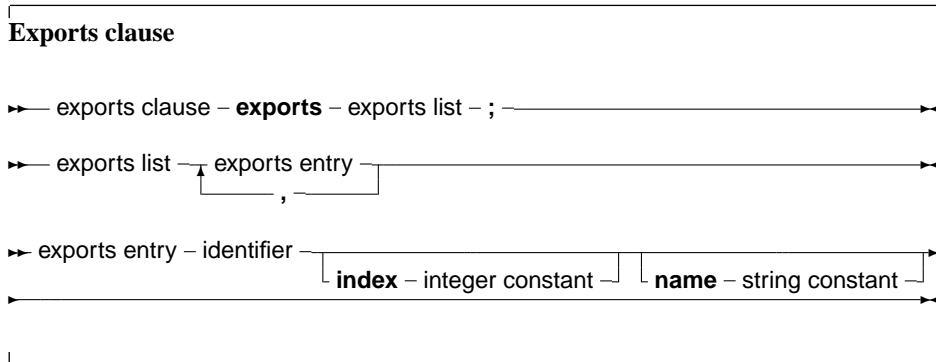 Exports clause
exports clause – exports – exports list – ;
exports list – exports entry –
,
exports entry – identifier –
index – integer constant – name – string constant –